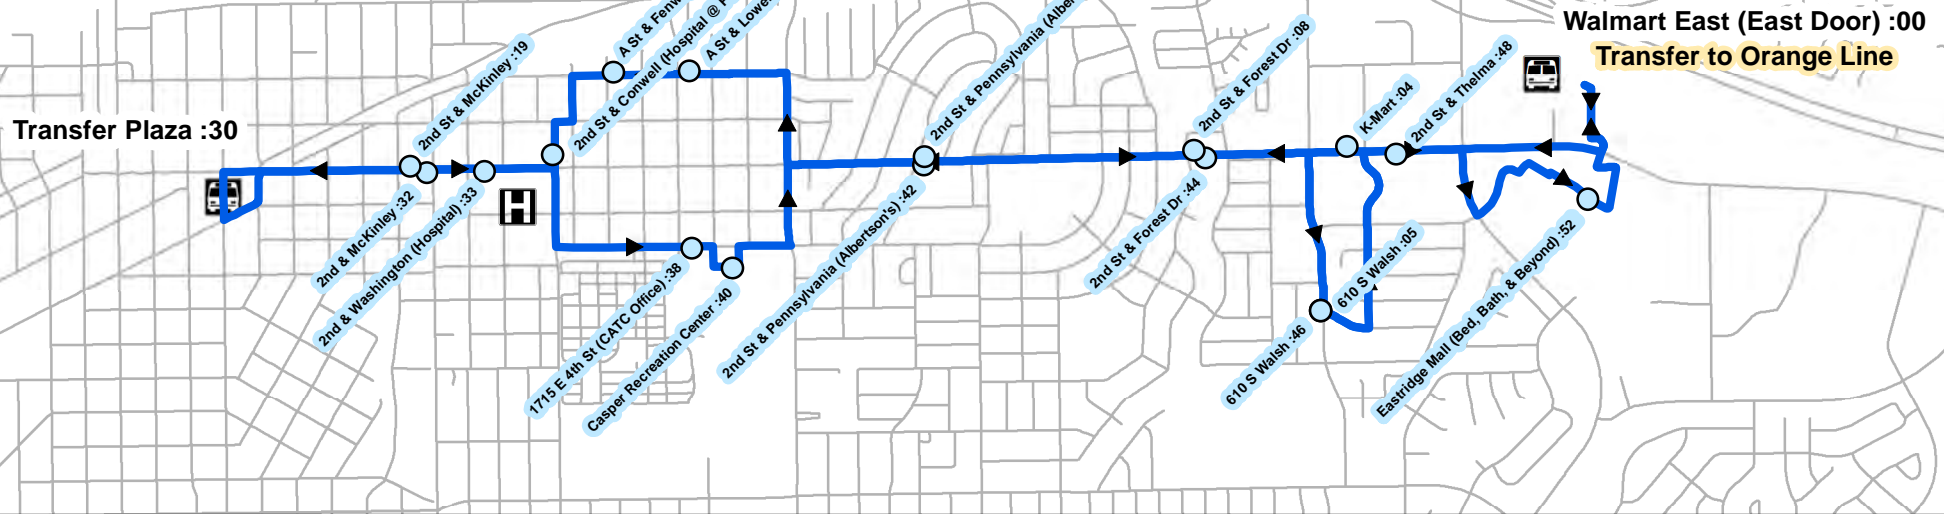 Walmart East (East Door) :00
Transfer to Orange Line
Transfer Plaza :30
2nd St & McKinley :19
A St & Fenw
2nd St & Conwell (Hospital @
A St & Lowe
2nd St & Pennsylvania (Alber
2nd St & Forest Dr :08
K-Mart :04
2nd St & Thelma :48
2nd & McKinley :32
2nd & Washington (Hospital) :33
H
1715 E 4th St (CATC Office) :38
Casper Recreation Center :40
2nd St & Pennsylvania (Albertson's) :42
2nd St & Forest Dr :44
610 S Walsh :05
610 S Walsh :46
Eastridge Mall (Bed, Bath, & Beyond) :52